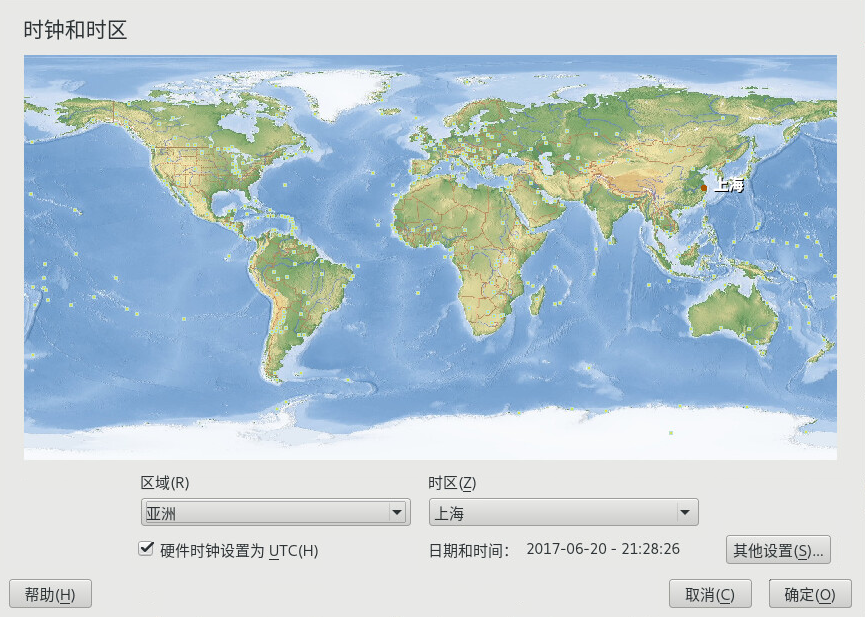 时钟和时区
上海
区域(R)
时区(Z)
亚洲
上海
硬件时钟设置为 UTC(H)
日期和时间： 2017-06-20 - 21:28:26
其他设置(S)...
帮助(H)
取消(C)
确定(O)